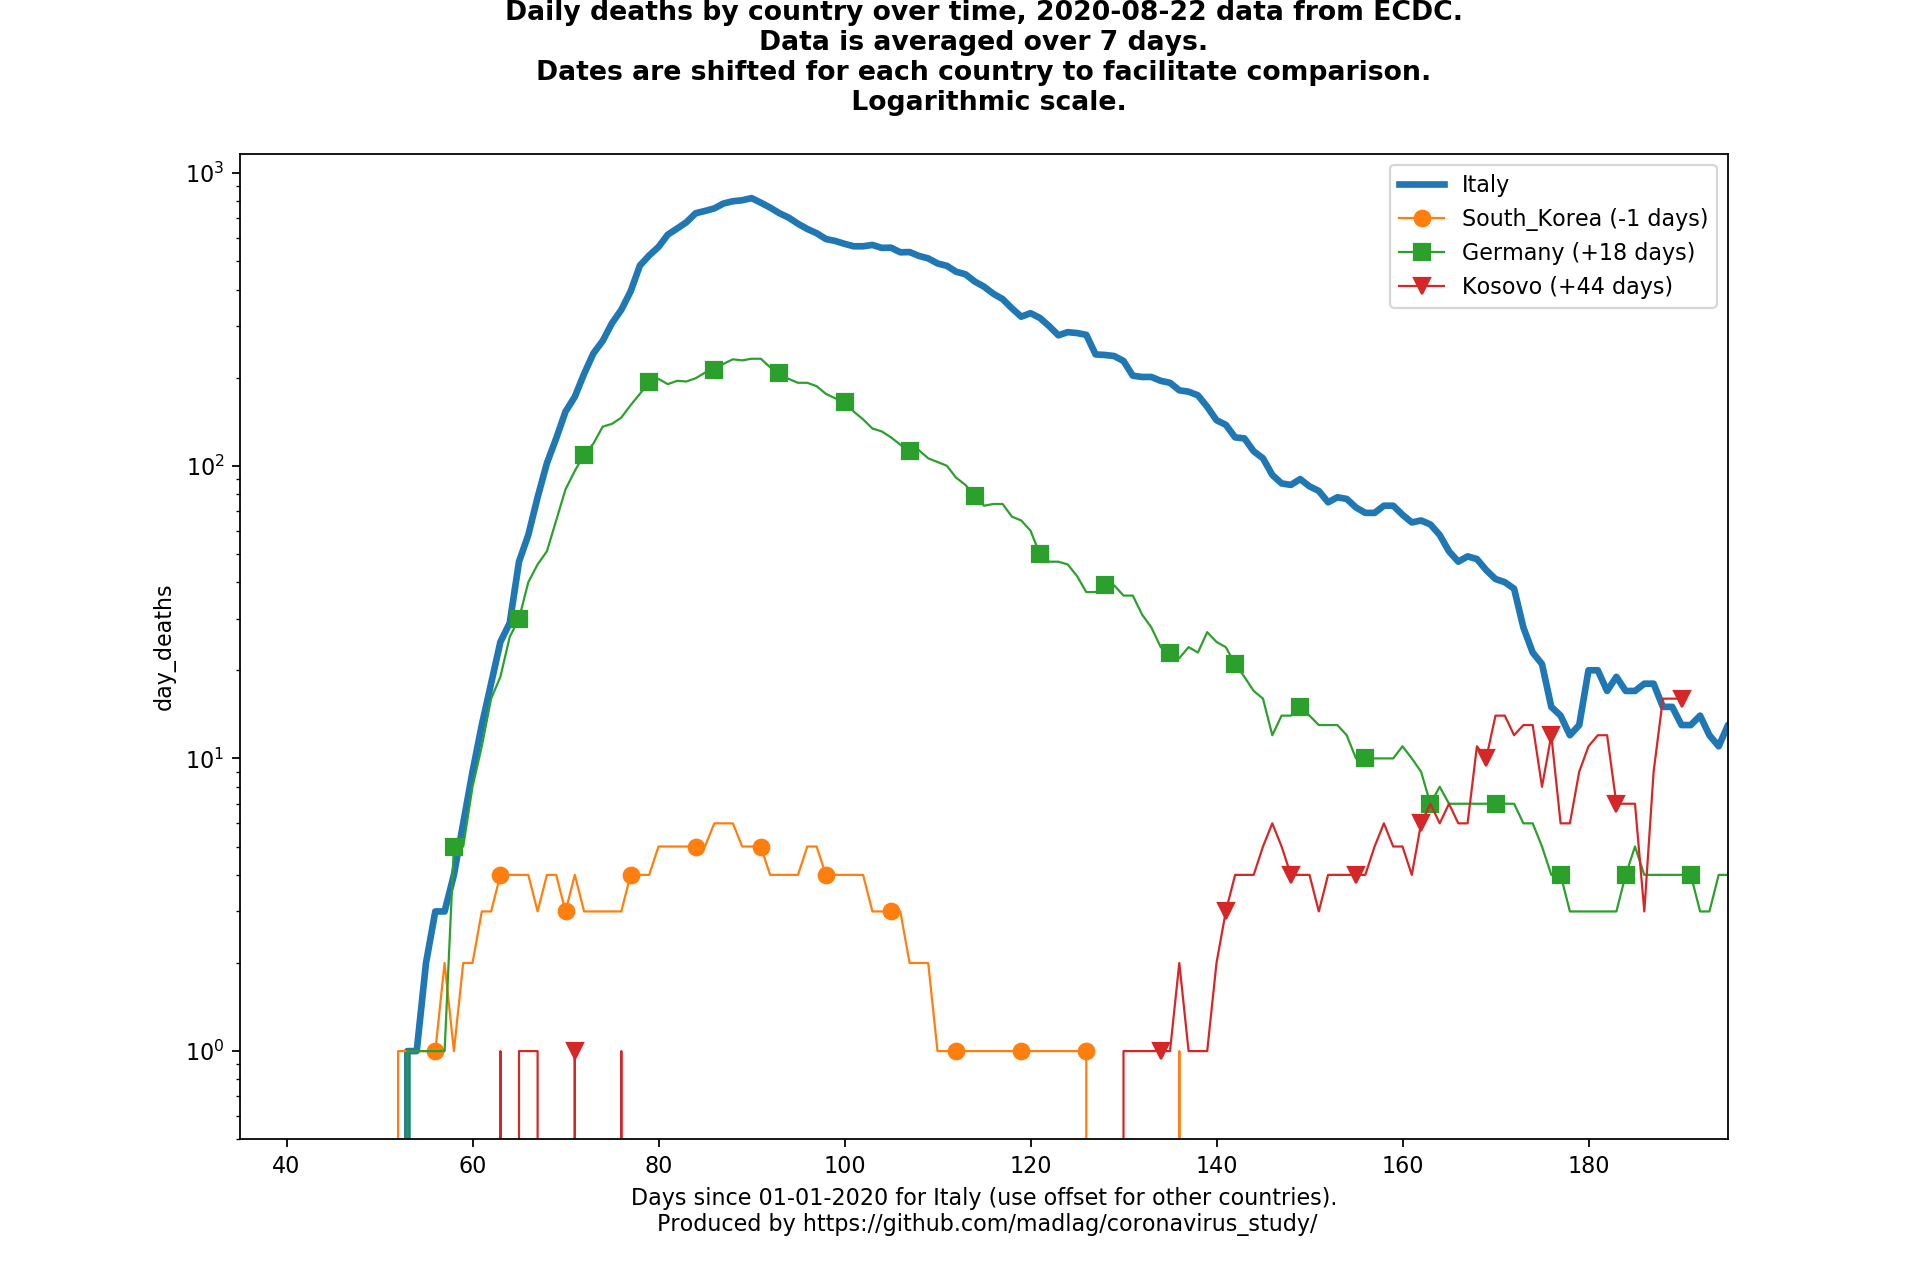 Daily deaths by country over time, 2020-08-22 data from ECDC.
Data is averaged over 7 days.
Dates are shifted for each country to facilitate comparison.
Logarithmic scale.
10³
10²
10¹
10⁰
day_deaths
Italy
South_Korea (-1 days)
Germany (+18 days)
Kosovo (+44 days)
40 60 80 100 120 140 160 180
Days since 01-01-2020 for Italy (use offset for other countries).
Produced by https://github.com/madlag/coronavirus_study/